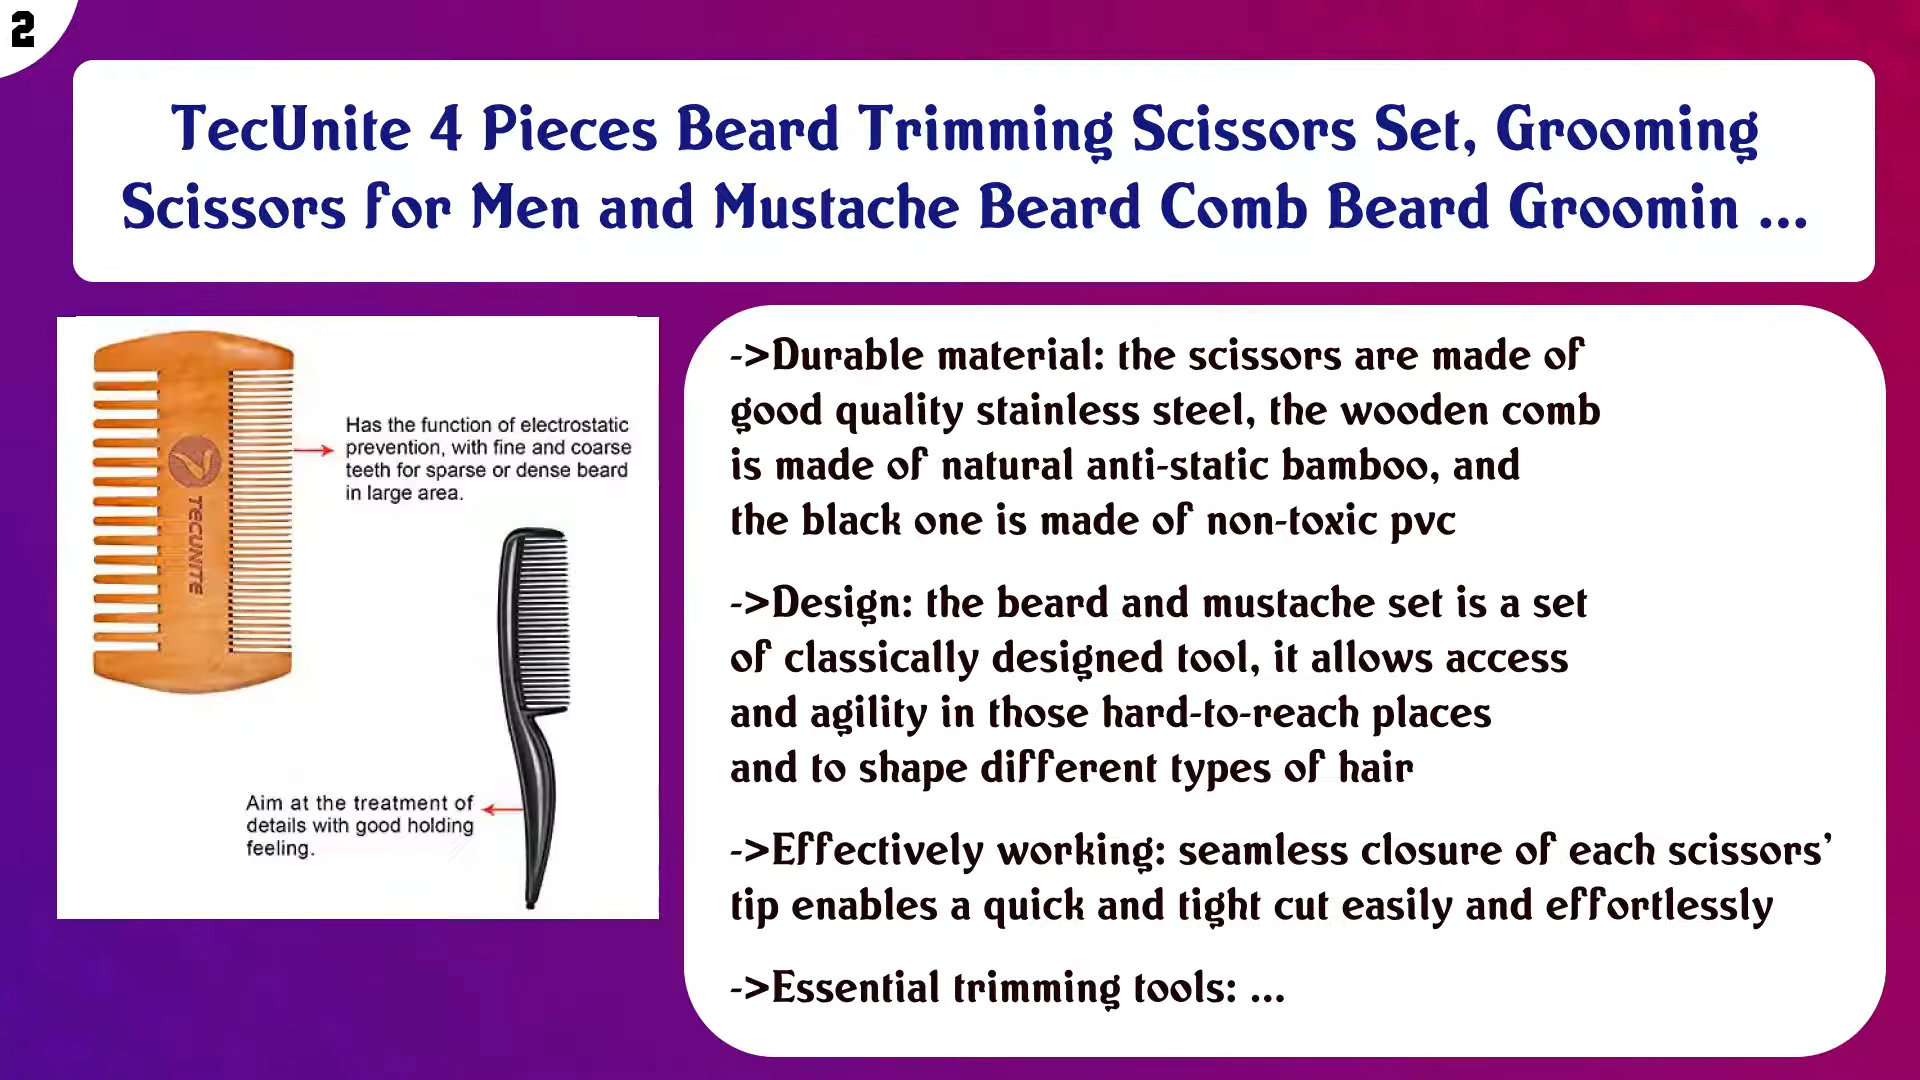 2
TecUnite 4 Pieces Beard Trimming Scissors Set, Grooming
Scissors for Men and Mustache Beard Comb Beard Groomin ...
TECUNITE
Has the function of electrostatic
prevention, with fine and coarse
teeth for sparse or dense beard
in large area.
Aim at the treatment of
details with good holding
feeling.
->Durable material: the scissors are made of
good quality stainless steel, the wooden comb
is made of natural anti-static bamboo, and
the black one is made of non-toxic pvc
->Design: the beard and mustache set is a set
of classically designed tool, it allows access
and agility in those hard-to-reach places
and to shape different types of hair
->Effectively working: seamless closure of each scissors’
tip enables a quick and tight cut easily and effortlessly
->Essential trimming tools: ...